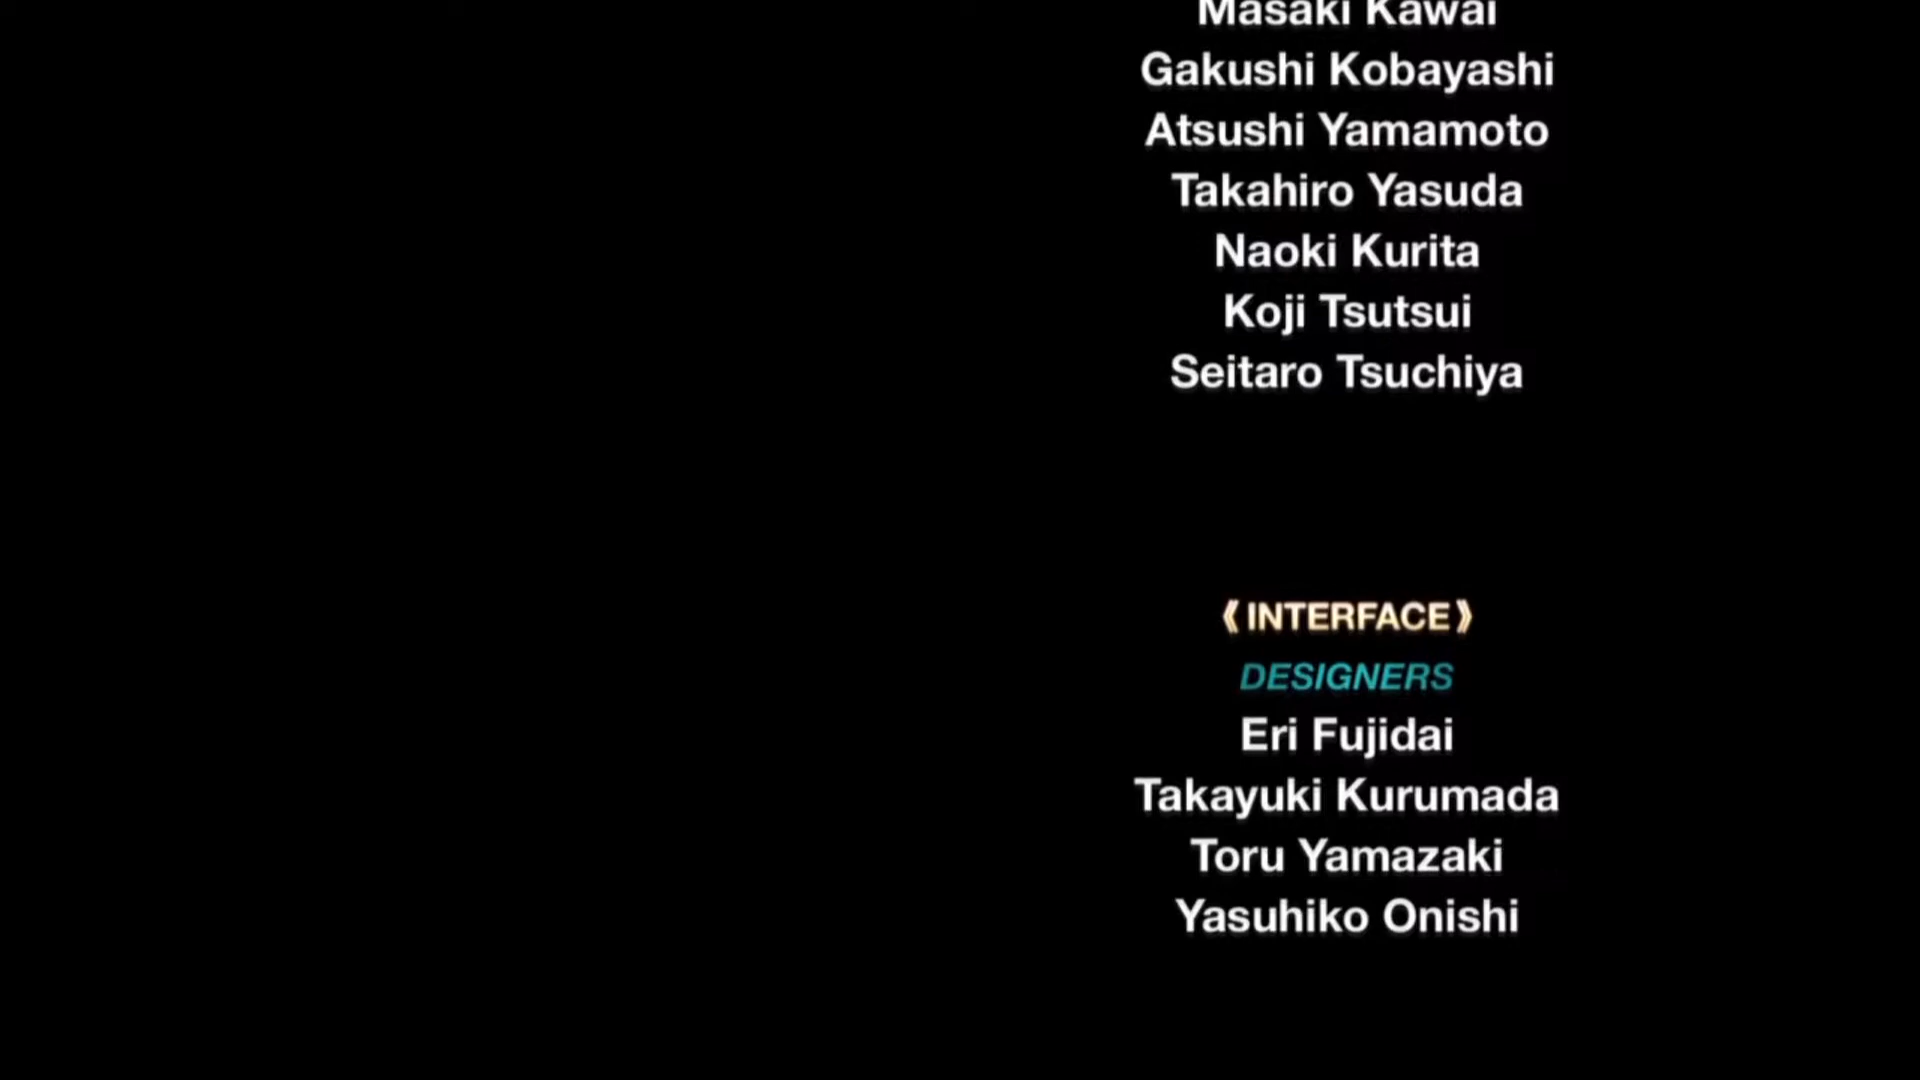 Masaki Kawai
Gakushi Kobayashi
Atsushi Yamamoto
Takahiro Yasuda
Naoki Kurita
Koji Tsutsui
Seitaro Tsuchiya
《INTERFACE》
DESIGNERS
Eri Fujidai
Takayuki Kurumada
Toru Yamazaki
Yasuhiko Onishi